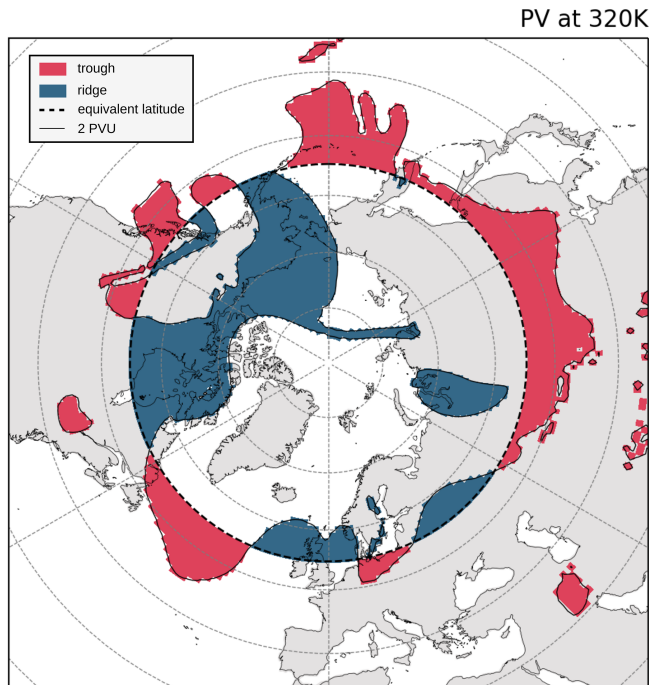 PV at 320K
trough
ridge
equivalent latitude
2 PVU